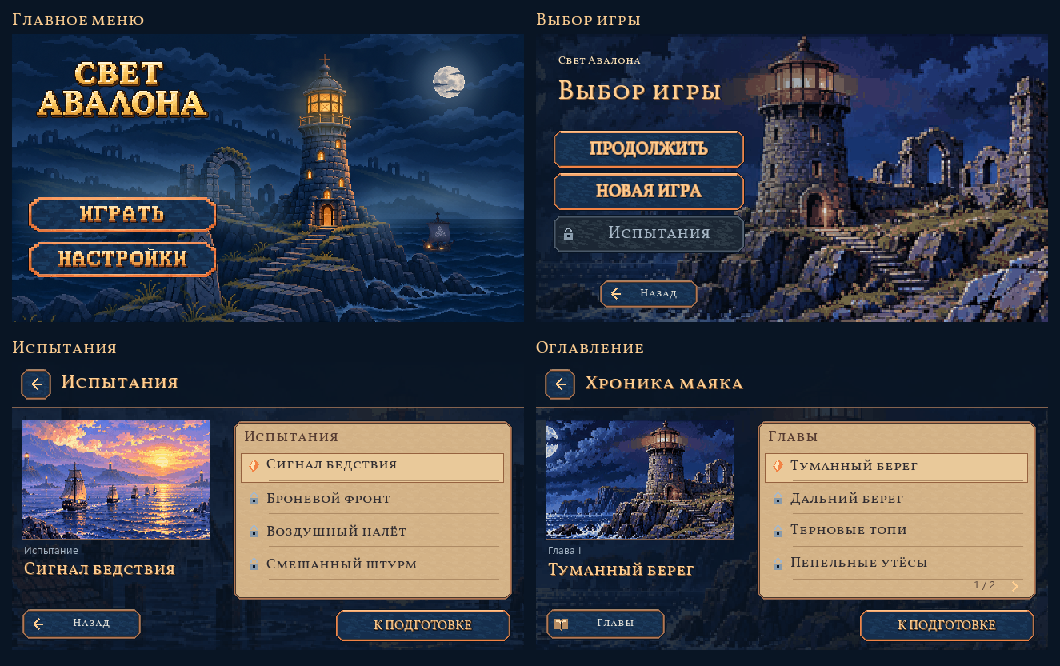 Главное меню
СВЕТ
АВАЛОНА
ИГРАТЬ
НАСТРОЙКИ
Выбор игры
Свет Авалона
Выбор игры
ПРОДОЛЖИТЬ
НОВАЯ ИГРА
Испытания
Назад
Испытания
Испытания
Испытание
Сигнал бедствия
Испытания
Сигнал бедствия
Броневой фронт
Воздушный налёт
Смешанный штурм
Назад
К ПОДГОТОВКЕ
Оглавление
Хроника маяка
Глава I
Туманный берег
Главы
Туманный берег
Дальний берег
Терновые топи
Пепельные утёсы
1 / 2
Главы
К ПОДГОТОВКЕ